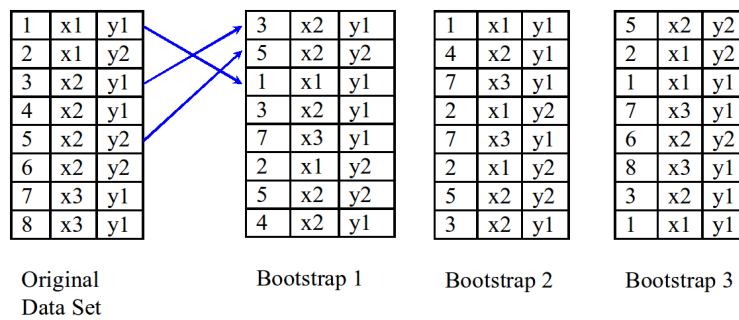 1 x1 y1
2 x1 y2
3 x2 y1
4 x2 y1
5 x2 y2
6 x2 y2
7 x3 y1
8 x3 y1
Original
Data Set
3 x2 y1
5 x2 y2
1 x1 y1
3 x2 y1
7 x3 y1
2 x1 y2
5 x2 y2
4 x2 y1
Bootstrap 1
1 x1 y1
4 x2 y1
7 x3 y1
2 x1 y2
7 x3 y1
2 x1 y2
5 x2 y2
3 x2 y1
Bootstrap 2
5 x2 y2
2 x1 y2
1 x1 y1
7 x3 y1
6 x2 y2
8 x3 y1
3 x2 y1
1 x1 y1
Bootstrap 3